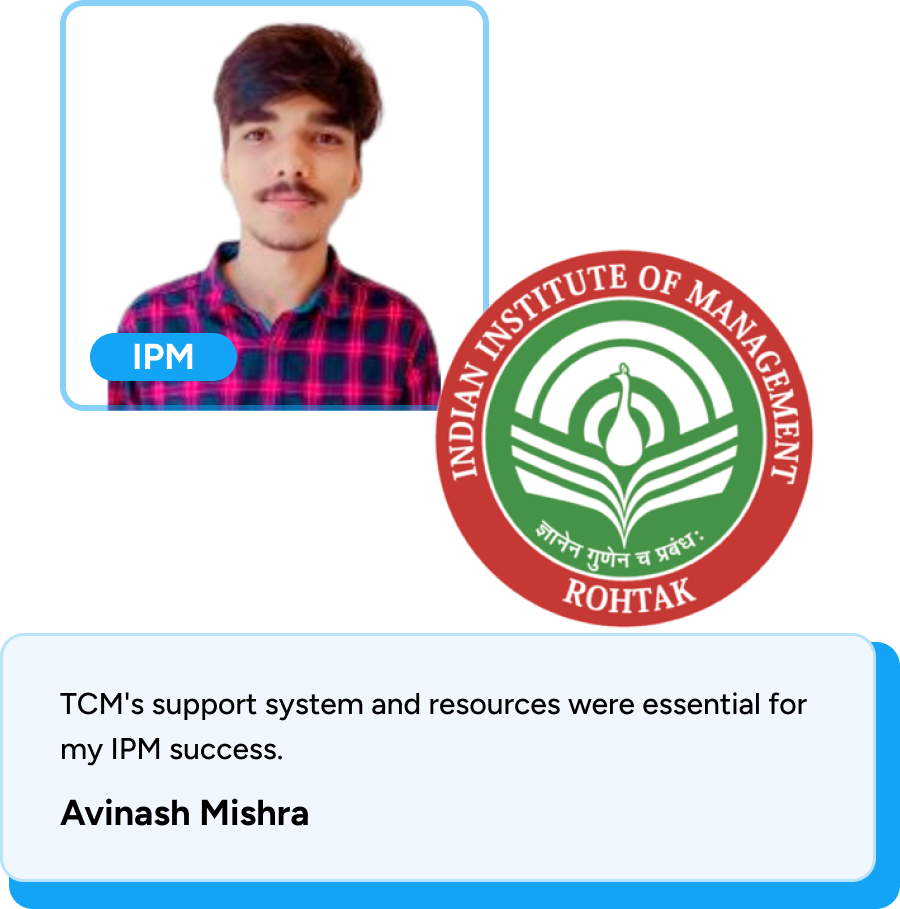 IPM
INDIAN INSTITUTE OF MANAGEMENT
ज्ञानेन गुणेन च प्रबंधः
ROHTAK
TCM's support system and resources were essential for
my IPM success.
Avinash Mishra